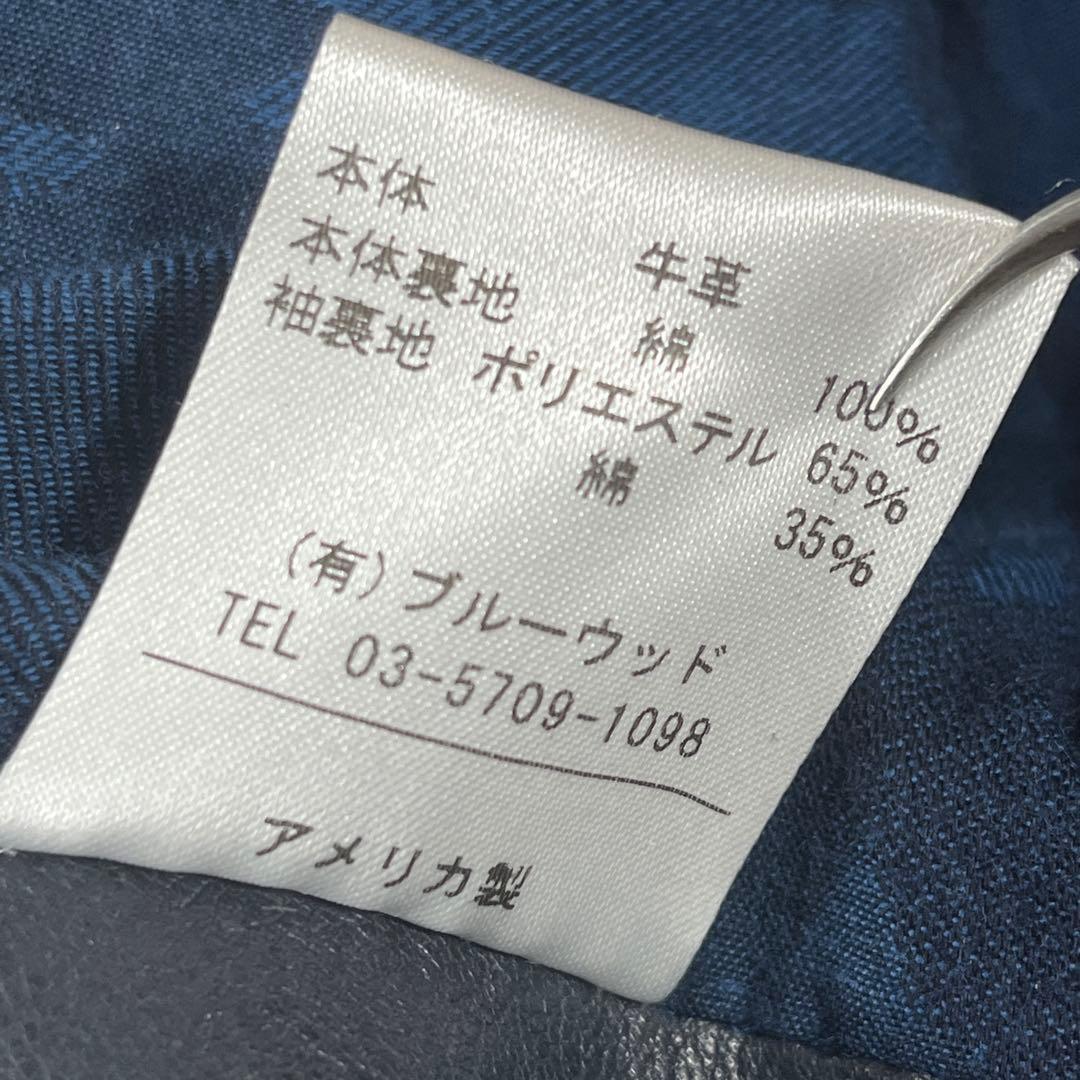 本体 牛革
本体裏地 綿 100%
袖裏地 ポリエステル 65%
綿 35%
(有)ブルーウッド
TEL 03-5709-1098
アメリカ製